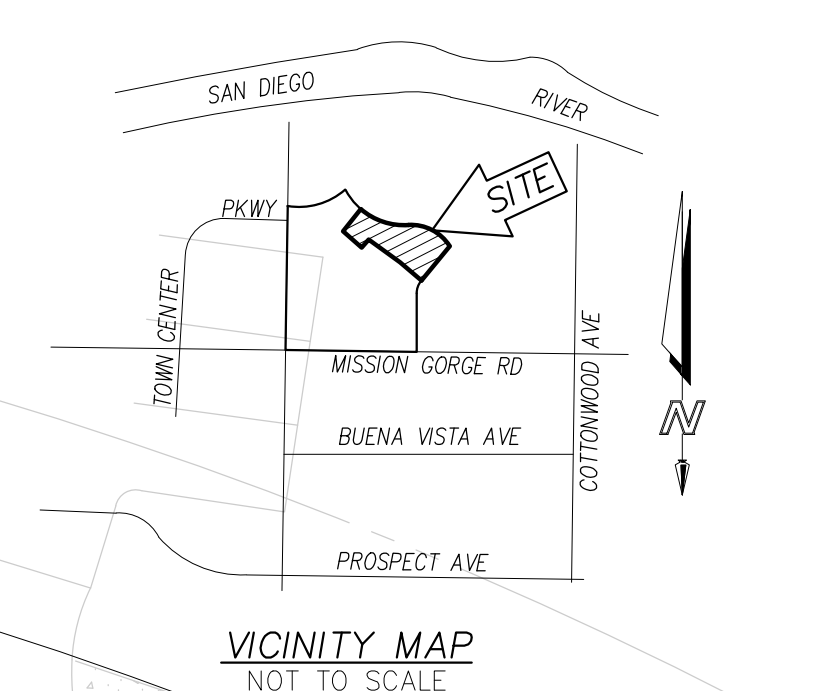 SAN DIEGO
RIVER
SITE
PKWY
TOWN CENTER
MISSION GORGE RD
COTTONWOOD AVE
N
BUENA VISTA AVE
PROSPECT AVE
VICINITY MAP
NOT TO SCALE